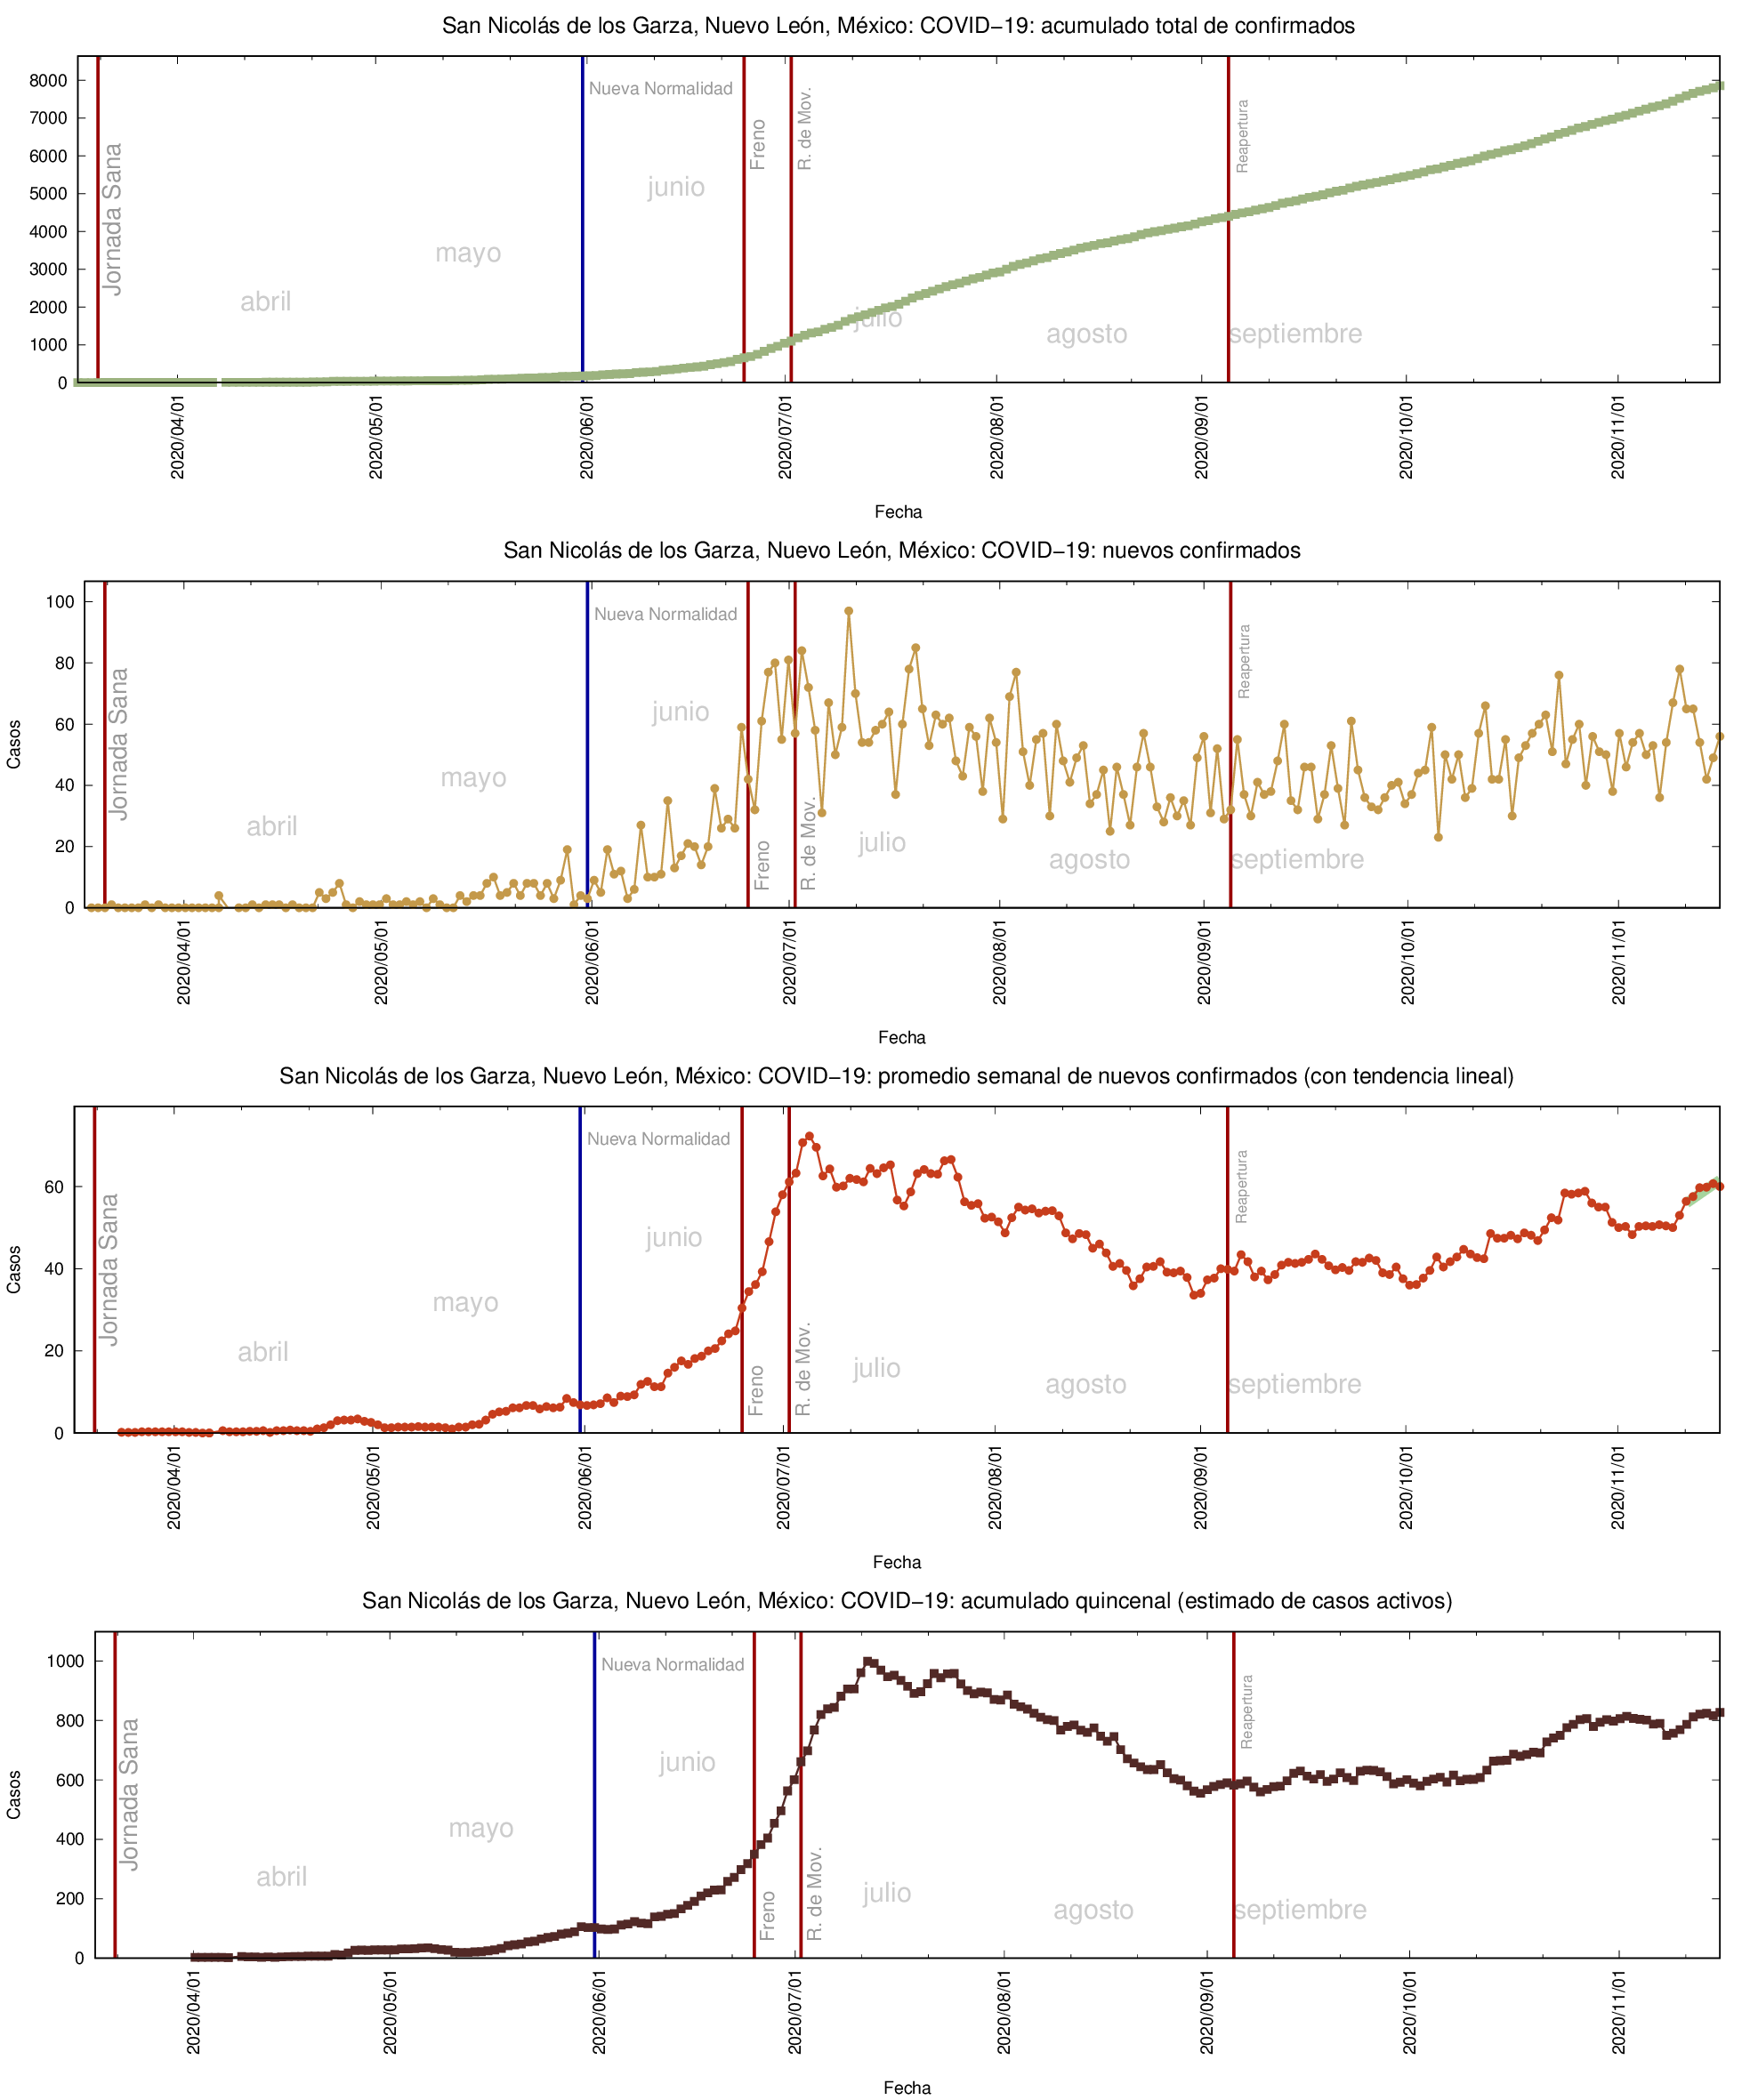 San Nicolás de los Garza, Nuevo León, México: COVID−19: acumulado total de confirmados
8000
7000
6000
5000
4000
3000
2000
1000
0
Jornada Sana
abril
mayo
Nueva Normalidad
junio
Freno
R. de Mov.
julio
agosto
Reapertura
septiembre
2020/04/01
2020/05/01
2020/06/01
2020/07/01
2020/08/01
2020/09/01
2020/10/01
2020/11/01
Fecha
San Nicolás de los Garza, Nuevo León, México: COVID−19: nuevos confirmados
Casos
100
80
60
40
20
0
Jornada Sana
abril
mayo
Nueva Normalidad
junio
Freno
R. de Mov.
julio
agosto
Reapertura
septiembre
2020/04/01
2020/05/01
2020/06/01
2020/07/01
2020/08/01
2020/09/01
2020/10/01
2020/11/01
Fecha
San Nicolás de los Garza, Nuevo León, México: COVID−19: promedio semanal de nuevos confirmados (con tendencia lineal)
Casos
60
40
20
0
Jornada Sana
abril
mayo
Nueva Normalidad
junio
Freno
R. de Mov.
julio
agosto
Reapertura
septiembre
2020/04/01
2020/05/01
2020/06/01
2020/07/01
2020/08/01
2020/09/01
2020/10/01
2020/11/01
Fecha
San Nicolás de los Garza, Nuevo León, México: COVID−19: acumulado quincenal (estimado de casos activos)
Casos
1000
800
600
400
200
0
Jornada Sana
abril
mayo
Nueva Normalidad
junio
Freno
R. de Mov.
julio
agosto
Reapertura
septiembre
2020/04/01
2020/05/01
2020/06/01
2020/07/01
2020/08/01
2020/09/01
2020/10/01
2020/11/01
Fecha